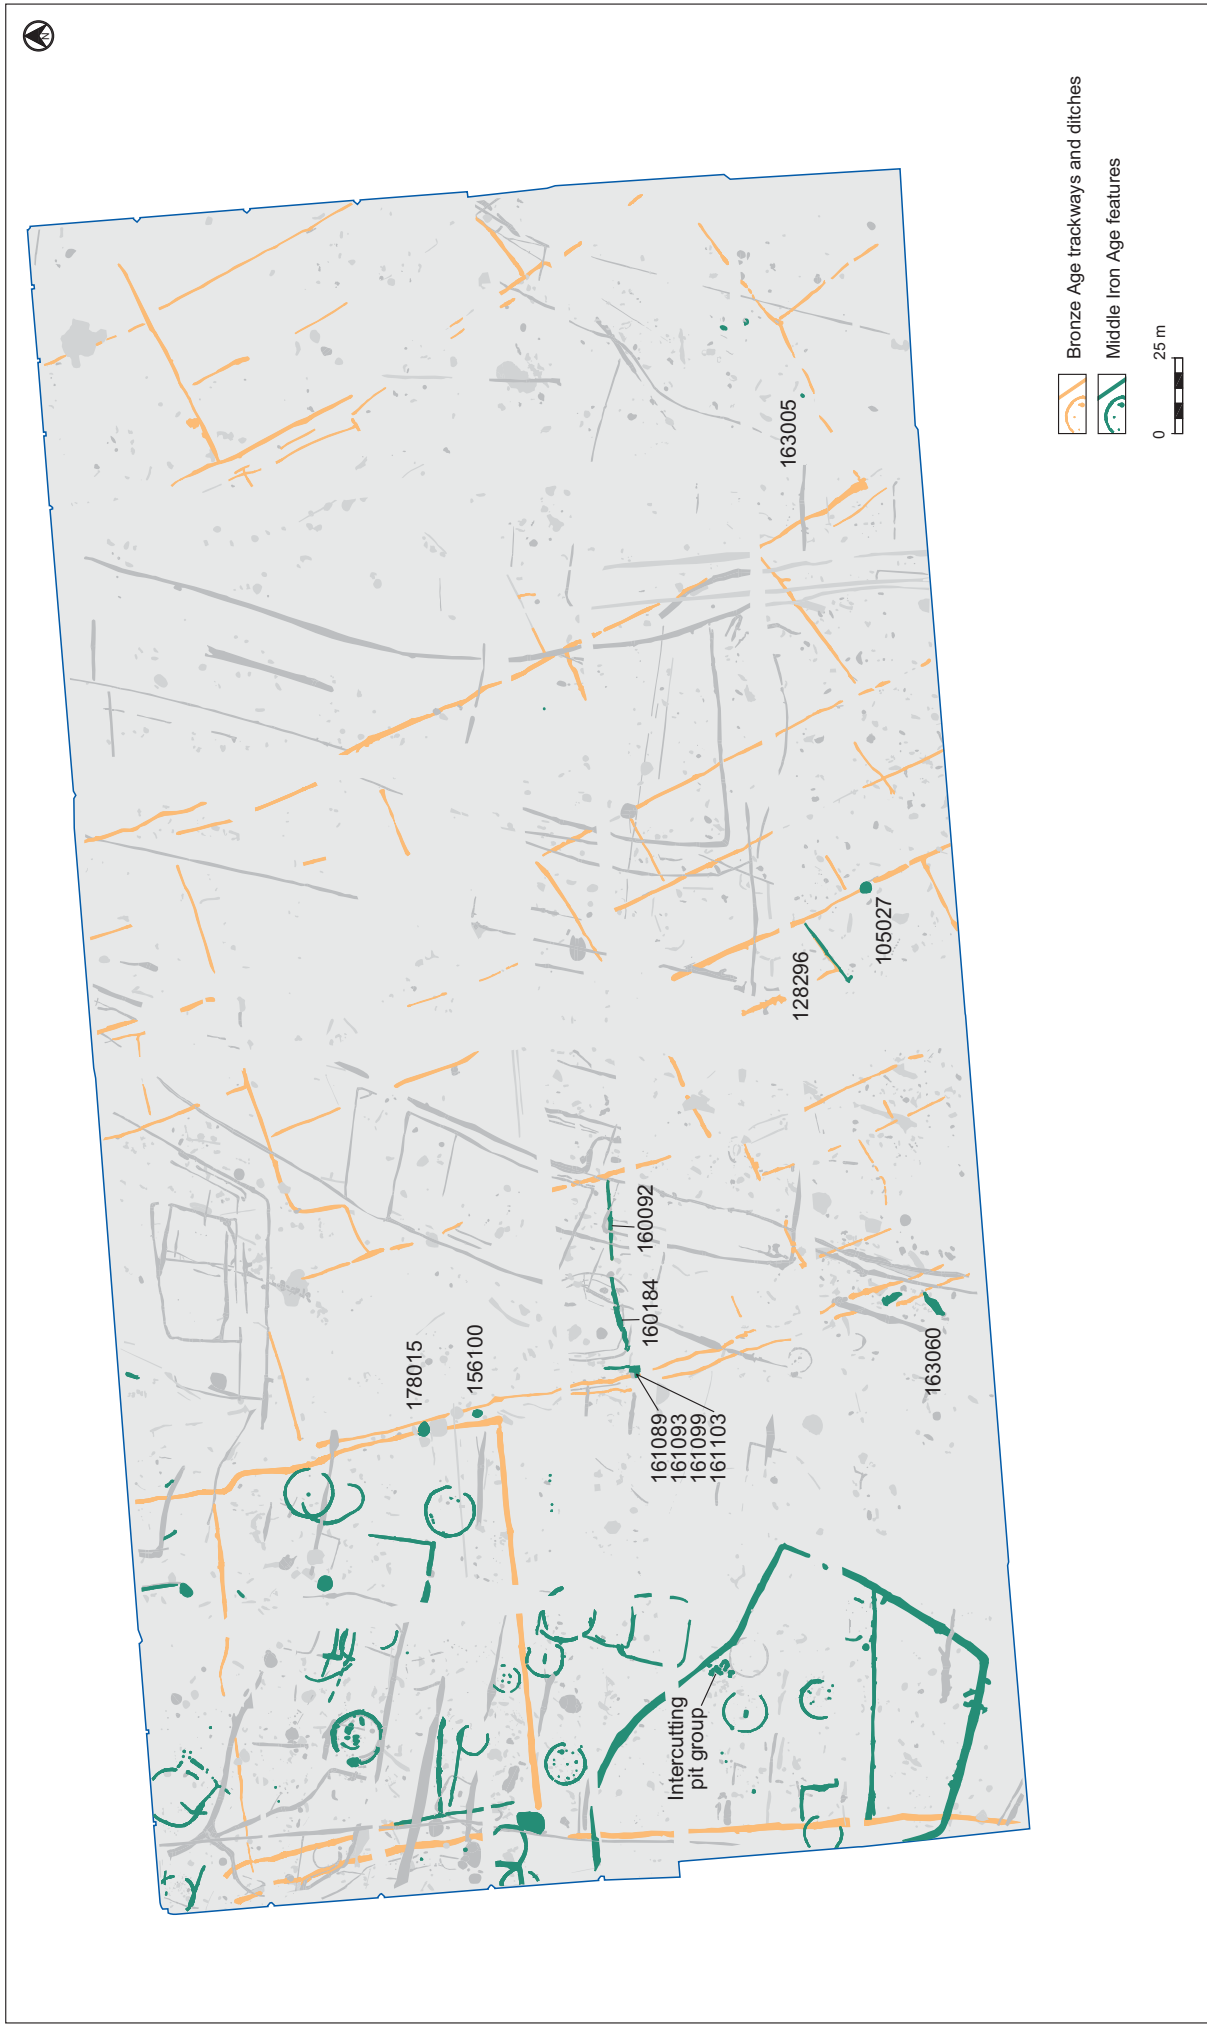 N
Bronze Age trackways and ditches
Middle Iron Age features
0
25 m
163005
105027
128296
160092
160184
163060
178015
156100
161089
161093
161099
161103
Intercutting
pit group